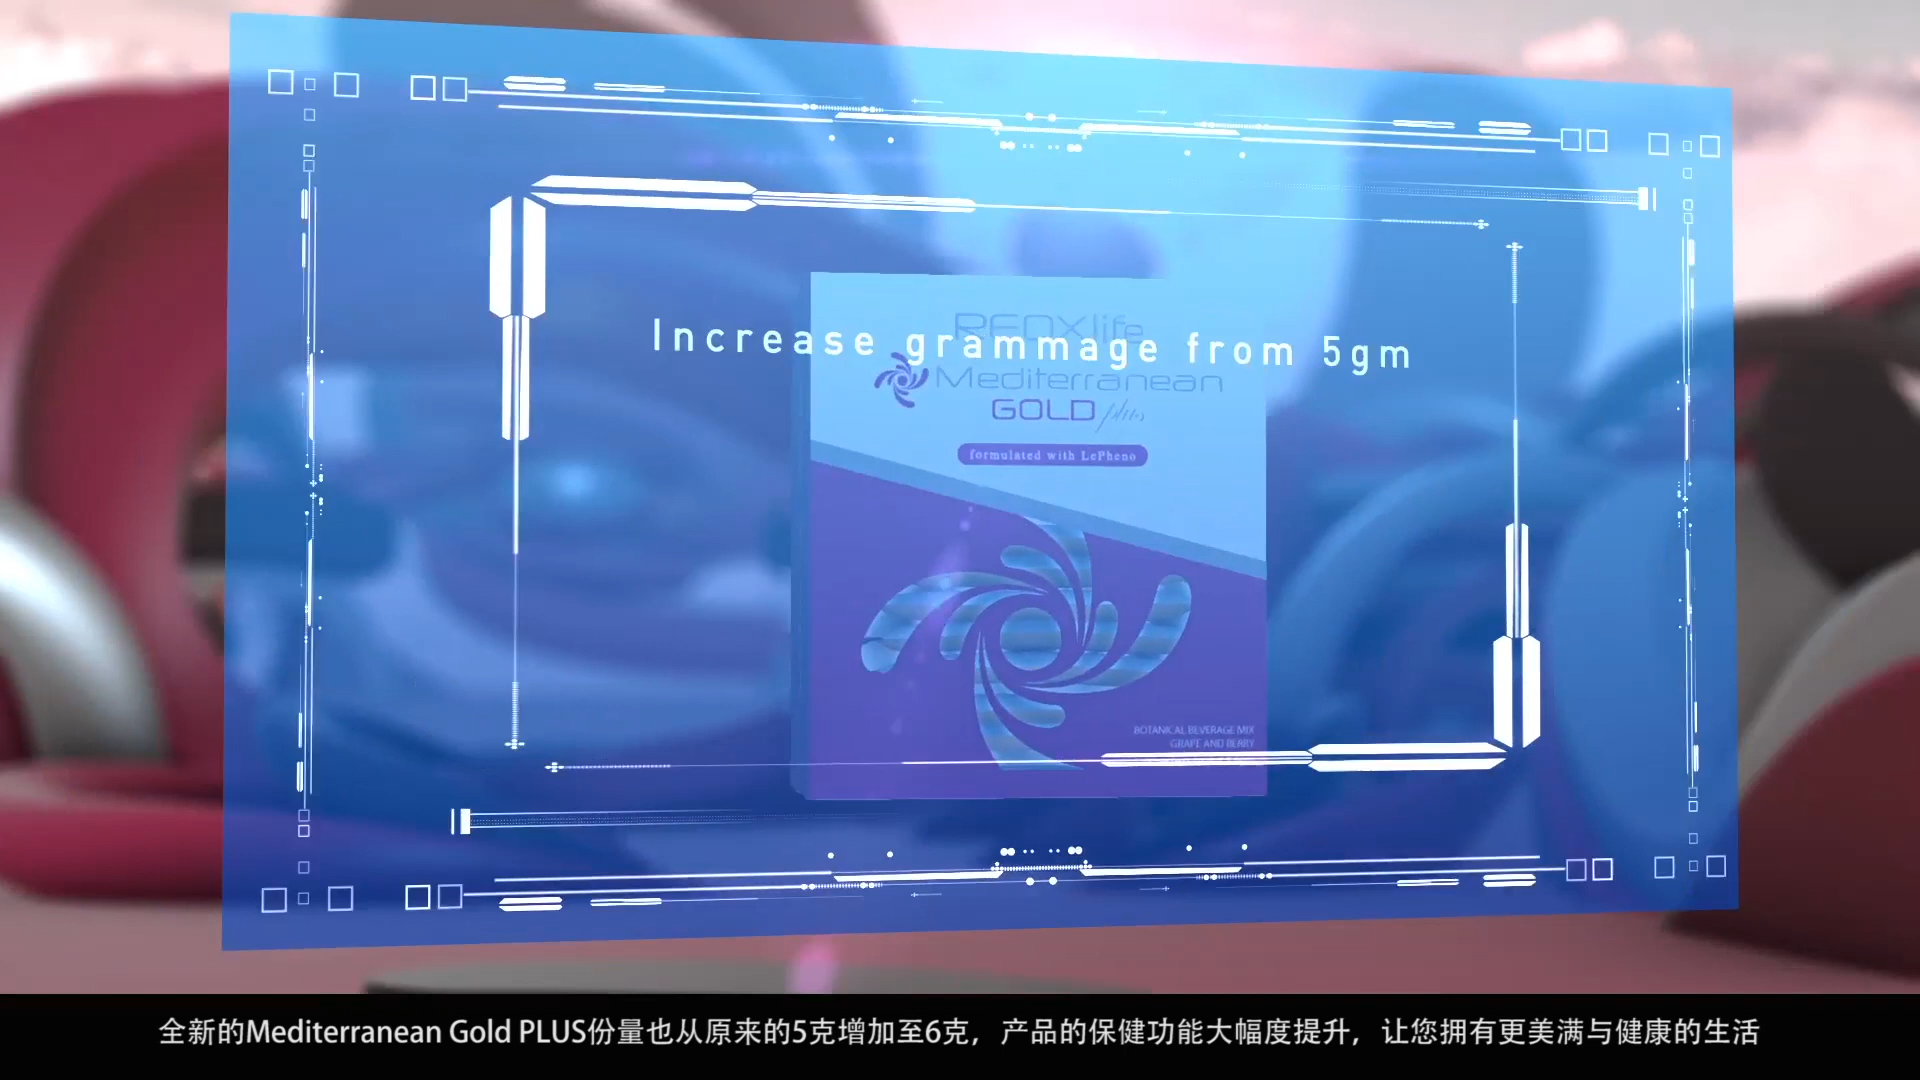 Increase grammage from 5gm
RENXlife
Mediterranean
GOLD plus
formulated with LePheno
BOTANICAL BEVERAGE MIX
GRAPE AND BERRY
全新的Mediterranean Gold PLUS份量也从原来的5克增加至6克，产品的保健功能大幅度提升，让您拥有更美满与健康的生活